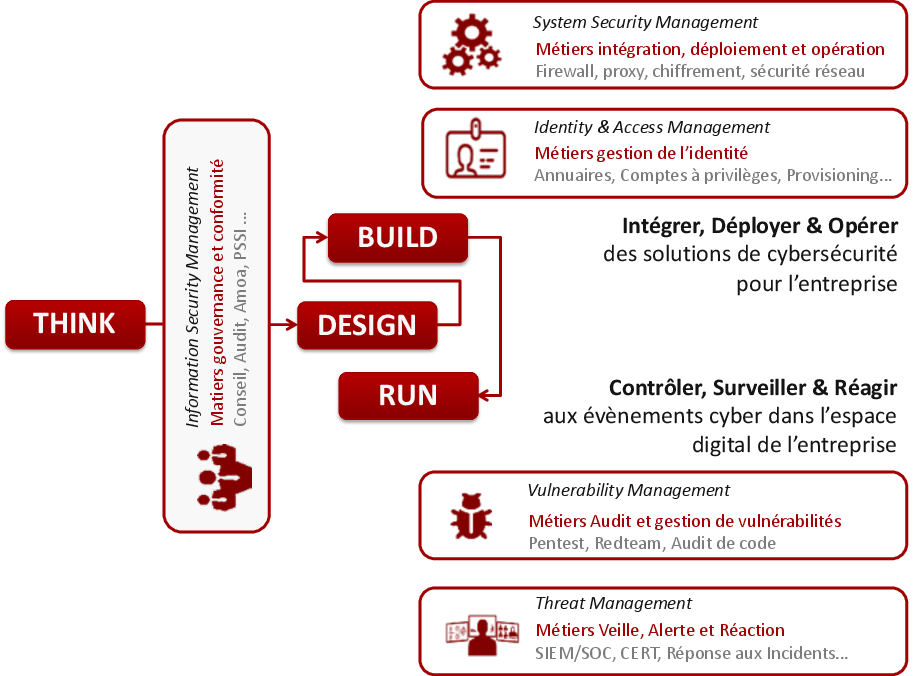 System Security Management
Métiers intégration, déploiement et opération
Firewall, proxy, chiffrement, sécurité réseau
Identity & Access Management
Métiers gestion de l’identité
Annuaires, Comptes à privilèges, Provisioning...
THINK
Information Security Management
Matiers gouvernance et conformité
Conseil, Audit, Amoa, PSSI ...
BUILD
DESIGN
RUN
Intégrer, Déployer & Opérer
des solutions de cybersécurité
pour l’entreprise
Contrôler, Surveiller & Réagir
aux évènements cyber dans l’espace
digital de l’entreprise
Vulnerability Management
Métiers Audit et gestion de vulnérabilités
Pentest, Redteam, Audit de code
Threat Management
Métiers Veille, Alerte et Réaction
SIEM/SOC, CERT, Réponse aux Incidents...